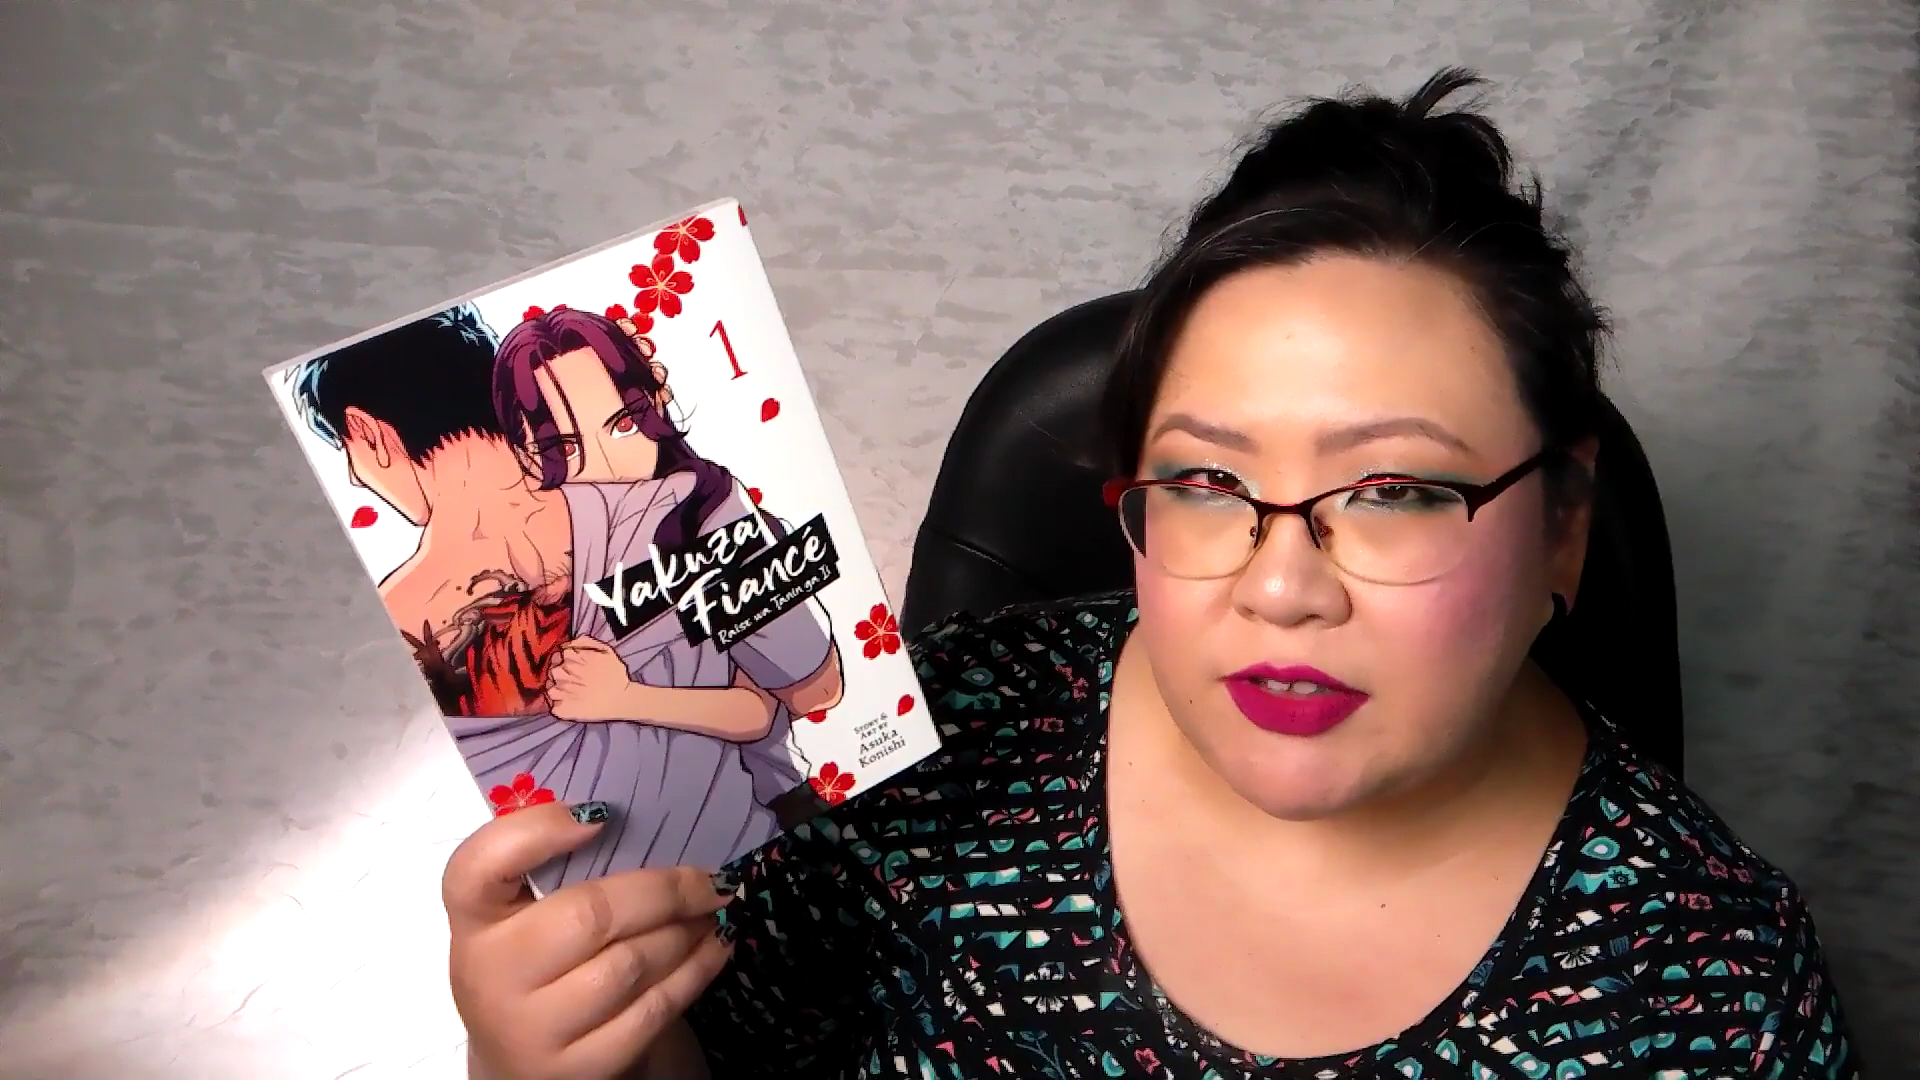 1
Yakuza
Fiancé
Raise wa Tanin ga Ii
STORY &
ART BY
Asuka
Konishi